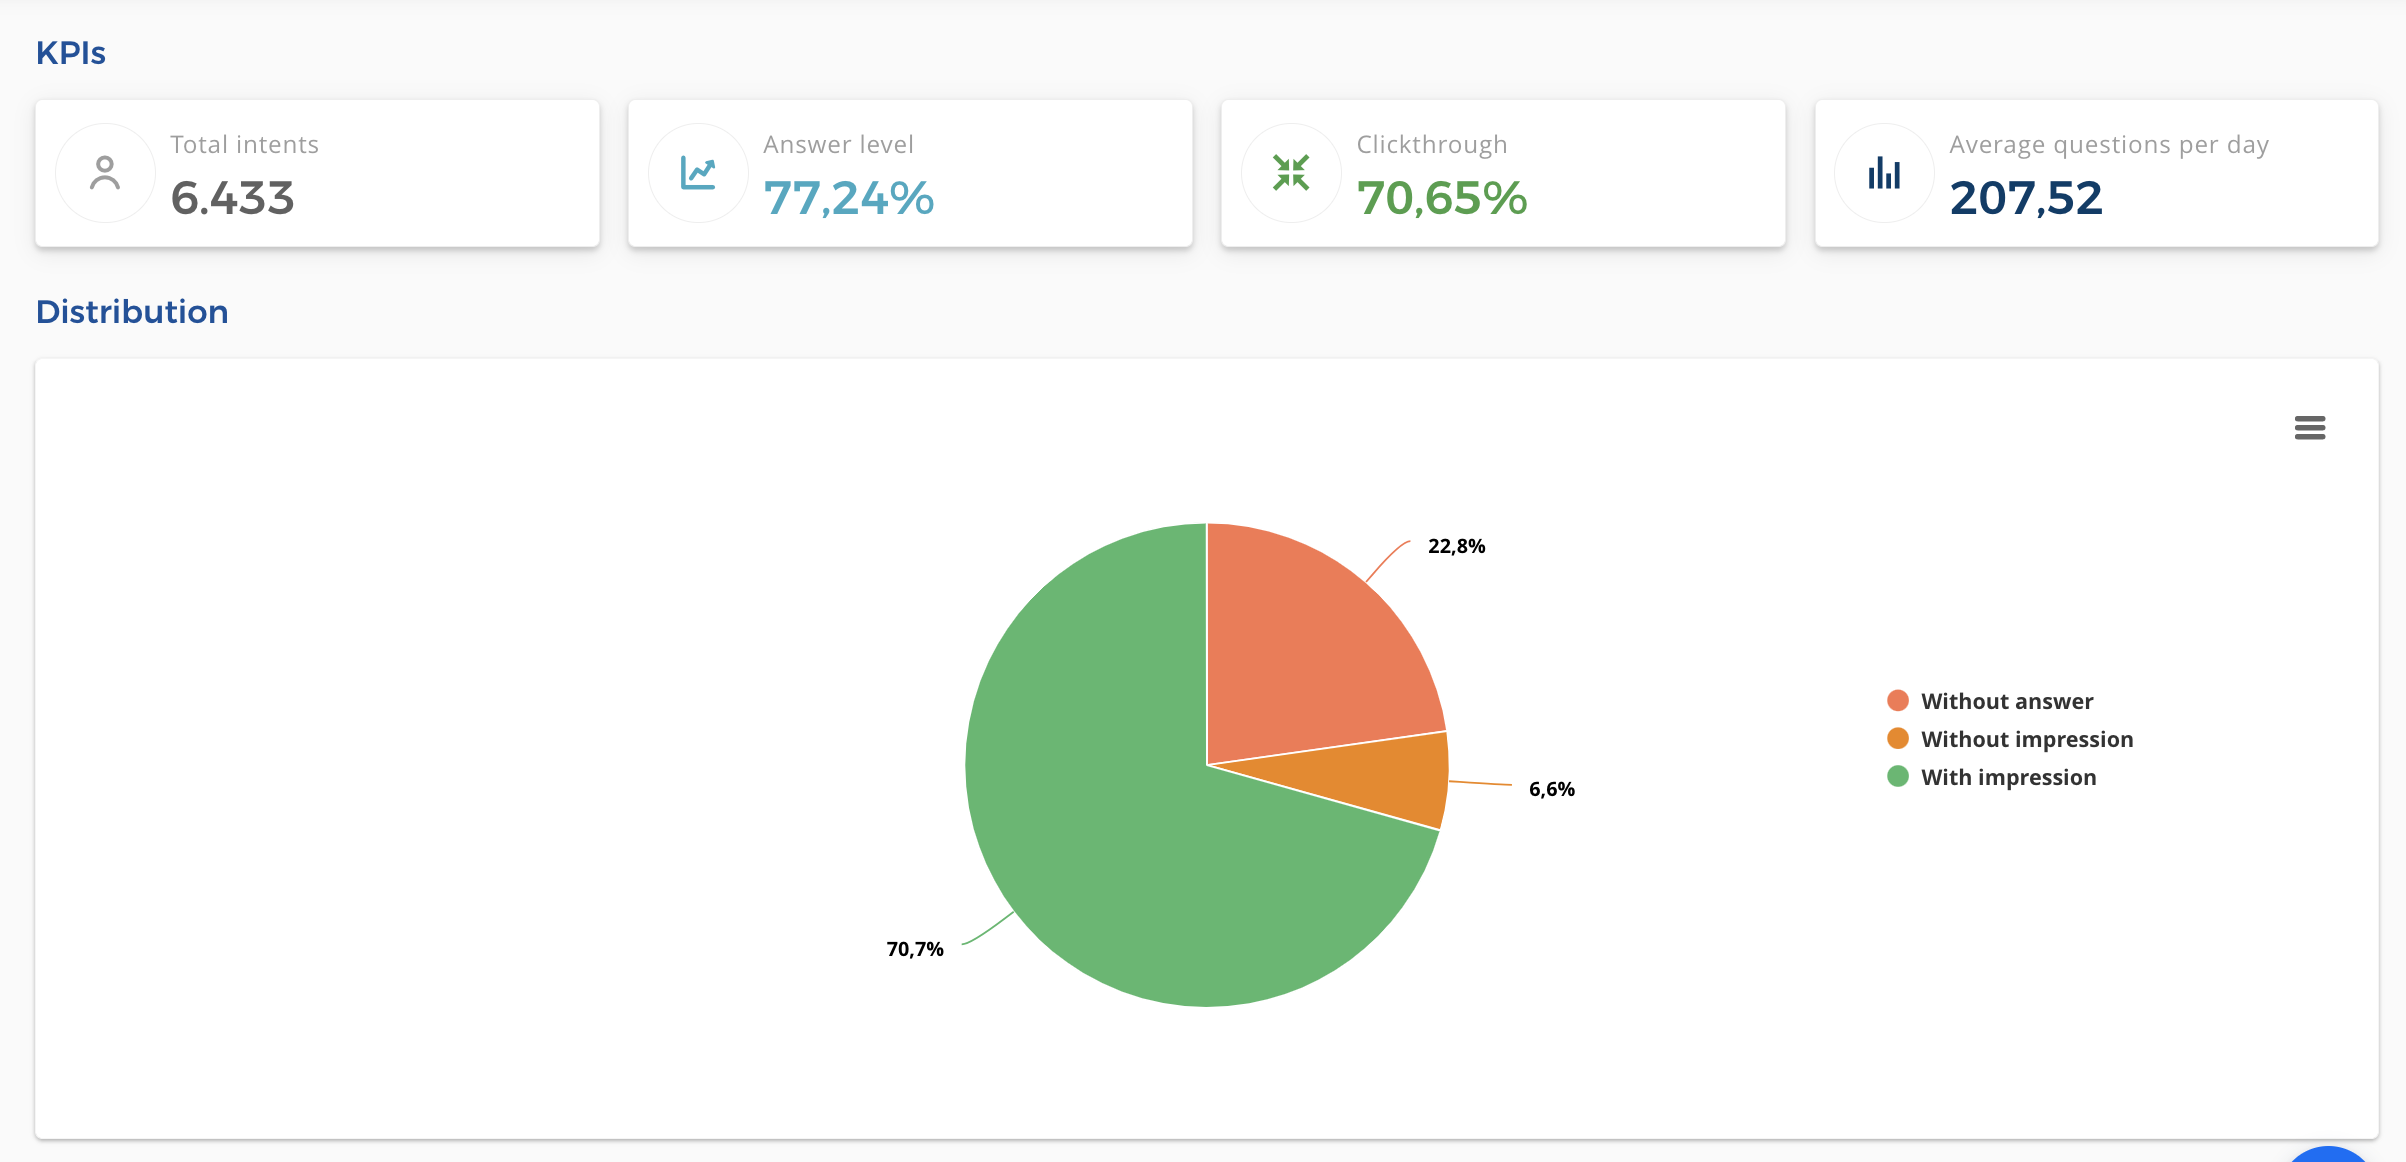 KPIs
Total intents
6.433
Answer level
77,24%
Clickthrough
70,65%
Average questions per day
207,52
Distribution
22,8%
6,6%
70,7%
Without answer
Without impression
With impression